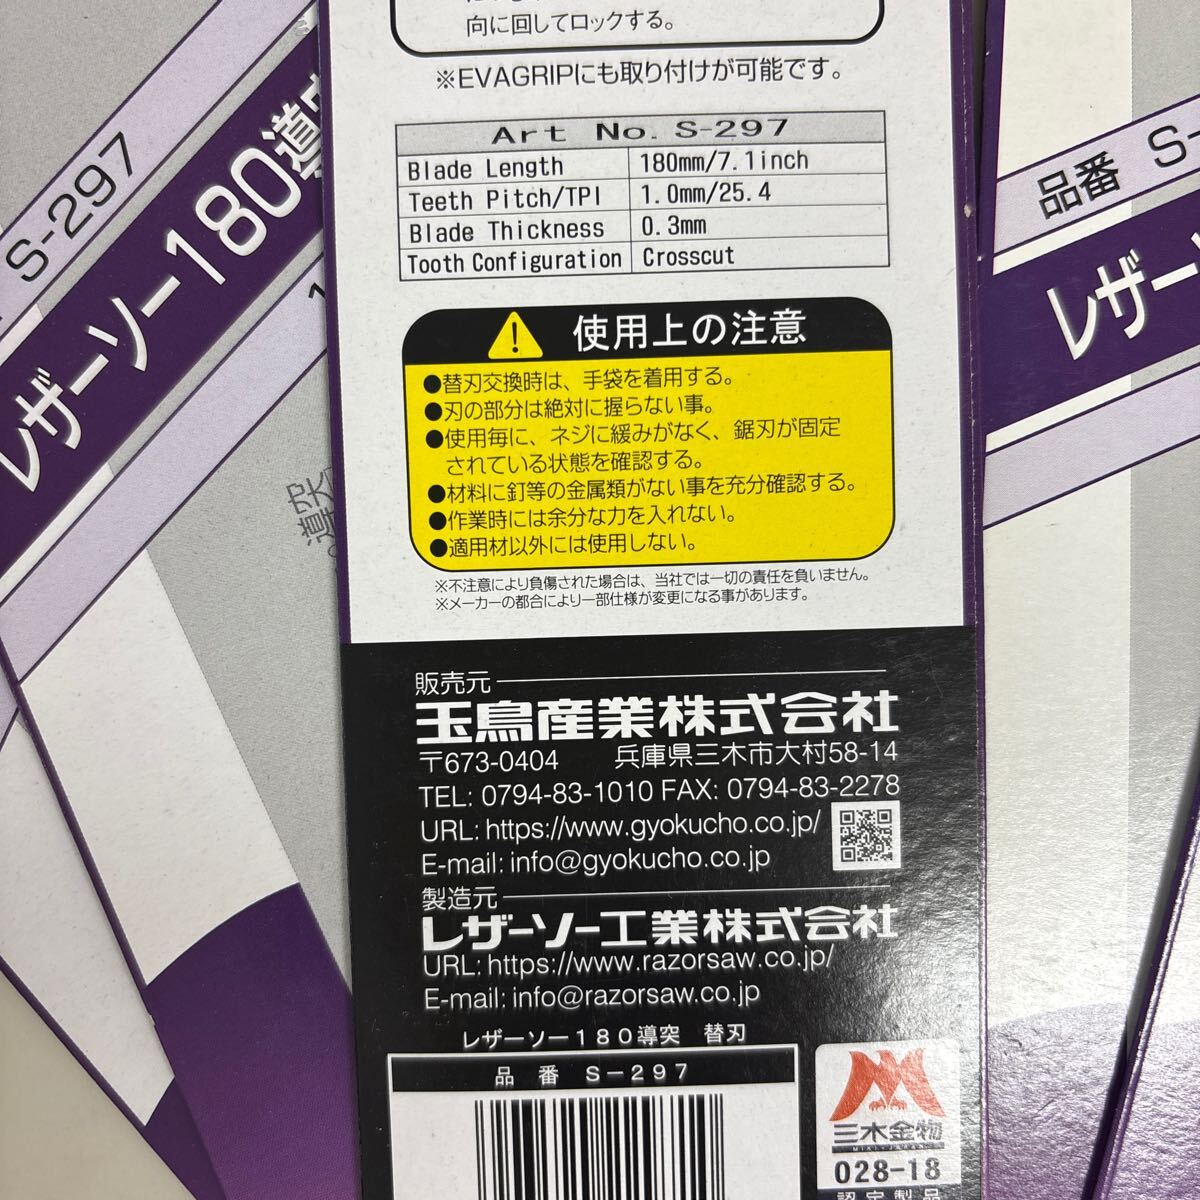 向に回してロックする。
※EVAGRIPにも取り付けが可能です。
Art No. S-297
Blade Length 180mm/7.1inch
Teeth Pitch/TPI 1.0mm/25.4
Blade Thickness 0.3mm
Tooth Configuration Crosscut
使用上の注意
●替刃交換時は、手袋を着用する。
●刃の部分は絶対に握らない事。
●使用毎に、ネジに緩みがなく、鋸刃が固定
されている状態を確認する。
●材料に釘等の金属類がない事を充分確認する。
●作業時には余分な力を入れない。
●適用材以外には使用しない。
※不注意により負傷された場合は、当社では一切の責任を負いません。
※メーカーの都合により一部仕様が変更になる事があります。
販売元
玉鳥産業株式会社
〒673-0404 兵庫県三木市大村58-14
TEL: 0794-83-1010 FAX: 0794-83-2278
URL: https://www.gyokucho.co.jp/
E-mail: info@gyokucho.co.jp
製造元
レザーソー工業株式会社
URL: https://www.razorsaw.co.jp/
E-mail: info@razorsaw.co.jp
レザーソー180導突 替刃
品番 S-297
三木金物
MIKI・JAPAN
028-18
認定製品
S-297
レザーソー180導突
導突
品番 S-
レザー